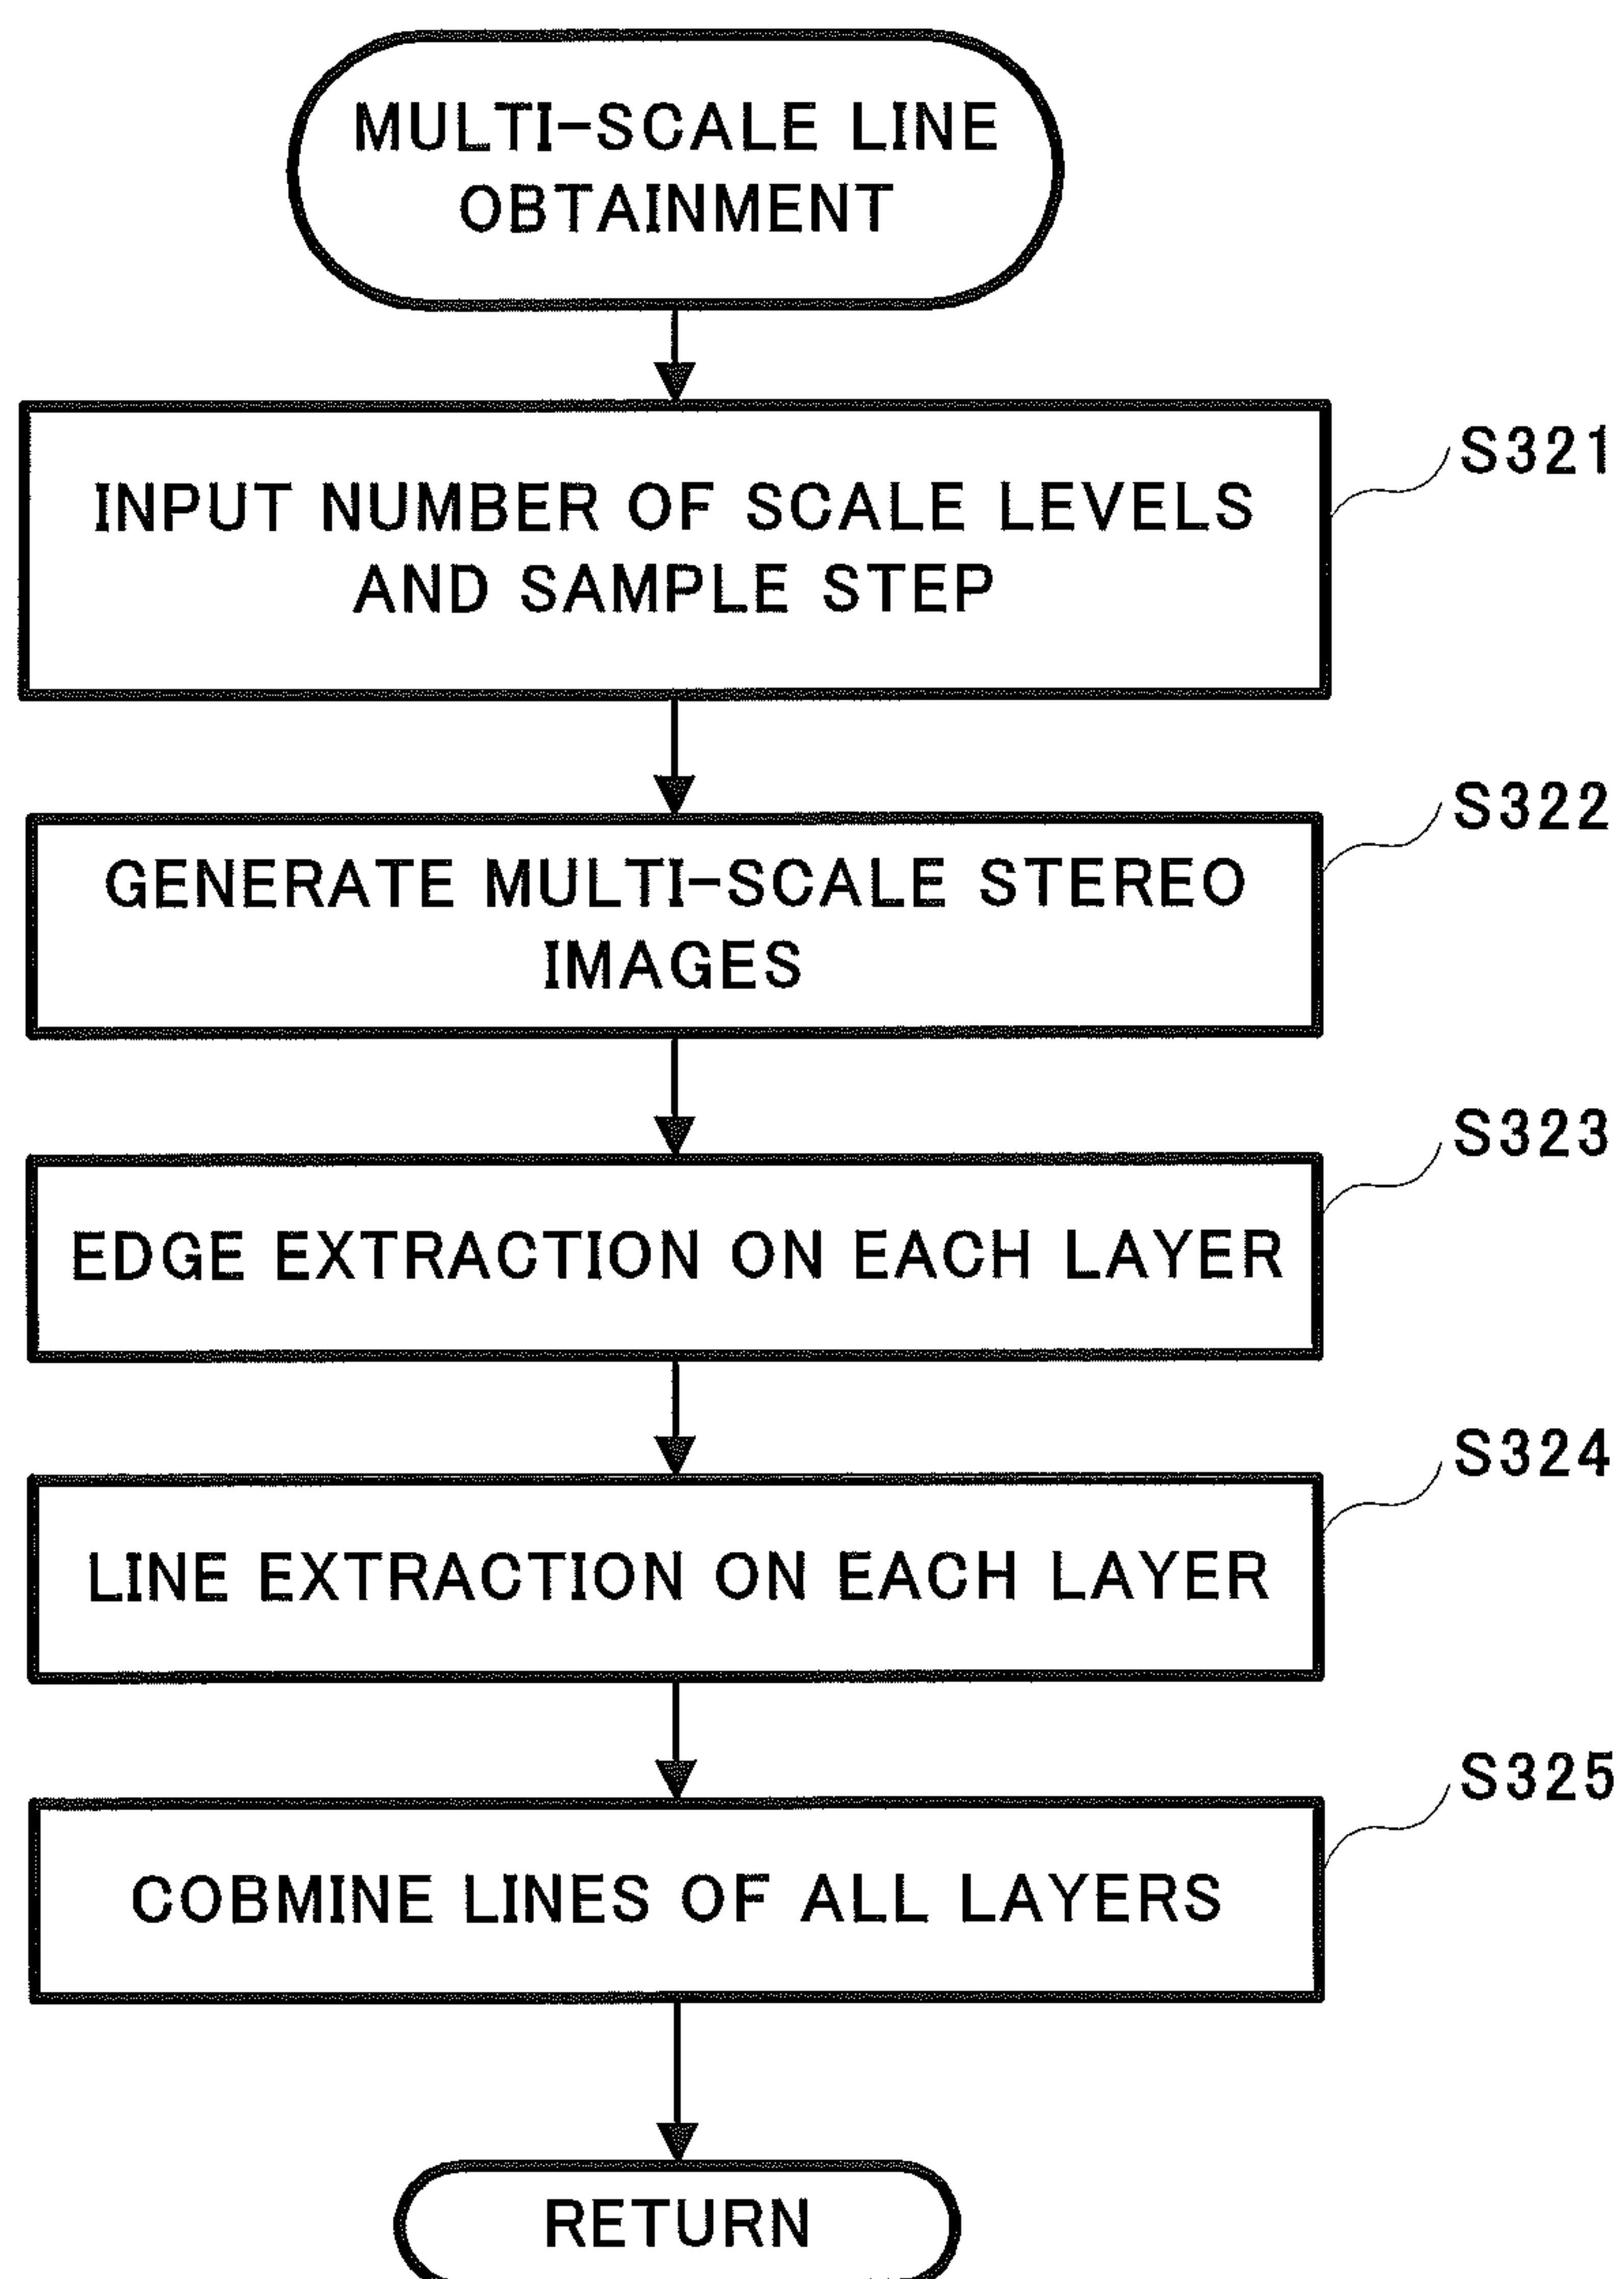 MULTI-SCALE LINE
OBTAINMENT
S321
INPUT NUMBER OF SCALE LEVELS
AND SAMPLE STEP
S322
GENERATE MULTI-SCALE STEREO
IMAGES
S323
EDGE EXTRACTION ON EACH LAYER
S324
LINE EXTRACTION ON EACH LAYER
S325
COBMINE LINES OF ALL LAYERS
RETURN